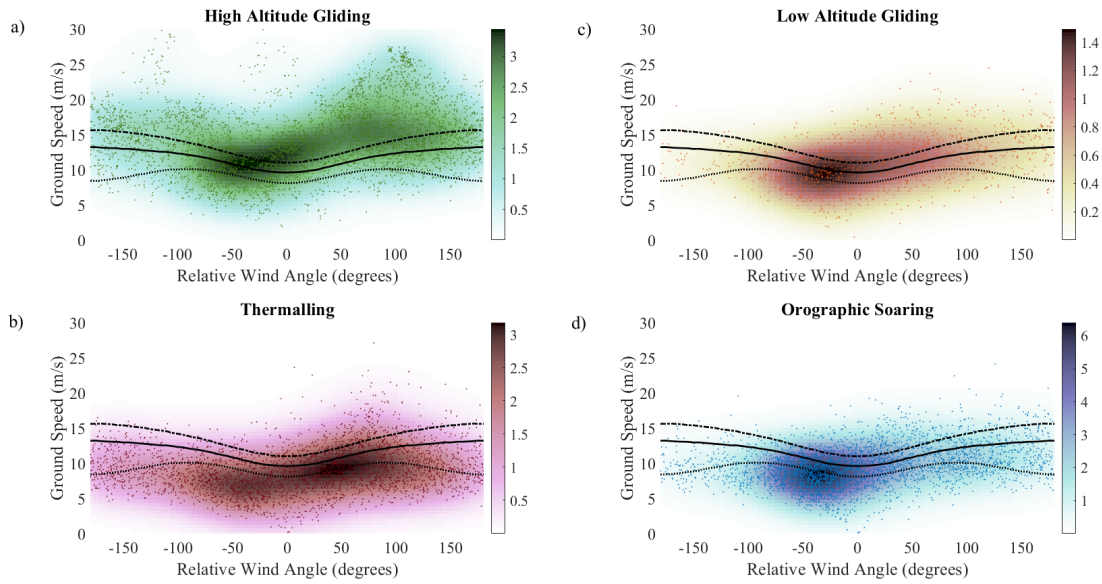 a)
High Altitude Gliding
30
25
20
15
10
5
0
Ground Speed (m/s)
-150 -100 -50 0 50 100 150
Relative Wind Angle (degrees)
3
2.5
2
1.5
1
0.5
c)
Low Altitude Gliding
30
25
20
15
10
5
0
Ground Speed (m/s)
-150 -100 -50 0 50 100 150
Relative Wind Angle (degrees)
1.4
1.2
1
0.8
0.6
0.4
0.2
b)
Thermalling
30
25
20
15
10
5
0
Ground Speed (m/s)
-150 -100 -50 0 50 100 150
Relative Wind Angle (degrees)
3
2.5
2
1.5
1
0.5
d)
Orographic Soaring
30
25
20
15
10
5
0
Ground Speed (m/s)
-150 -100 -50 0 50 100 150
Relative Wind Angle (degrees)
6
5
4
3
2
1